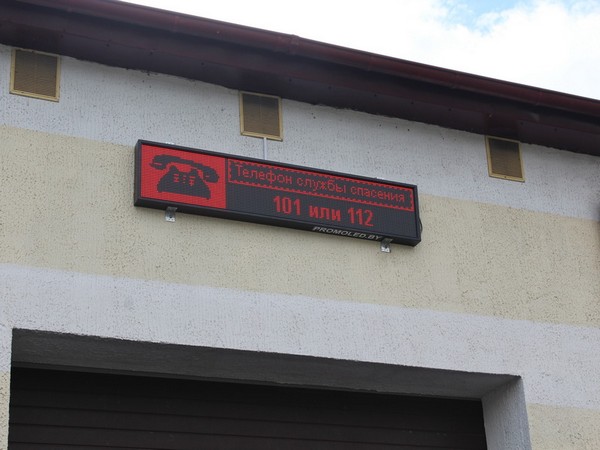 Телефон службы спасения
101 или 112
PROMOLED.BY